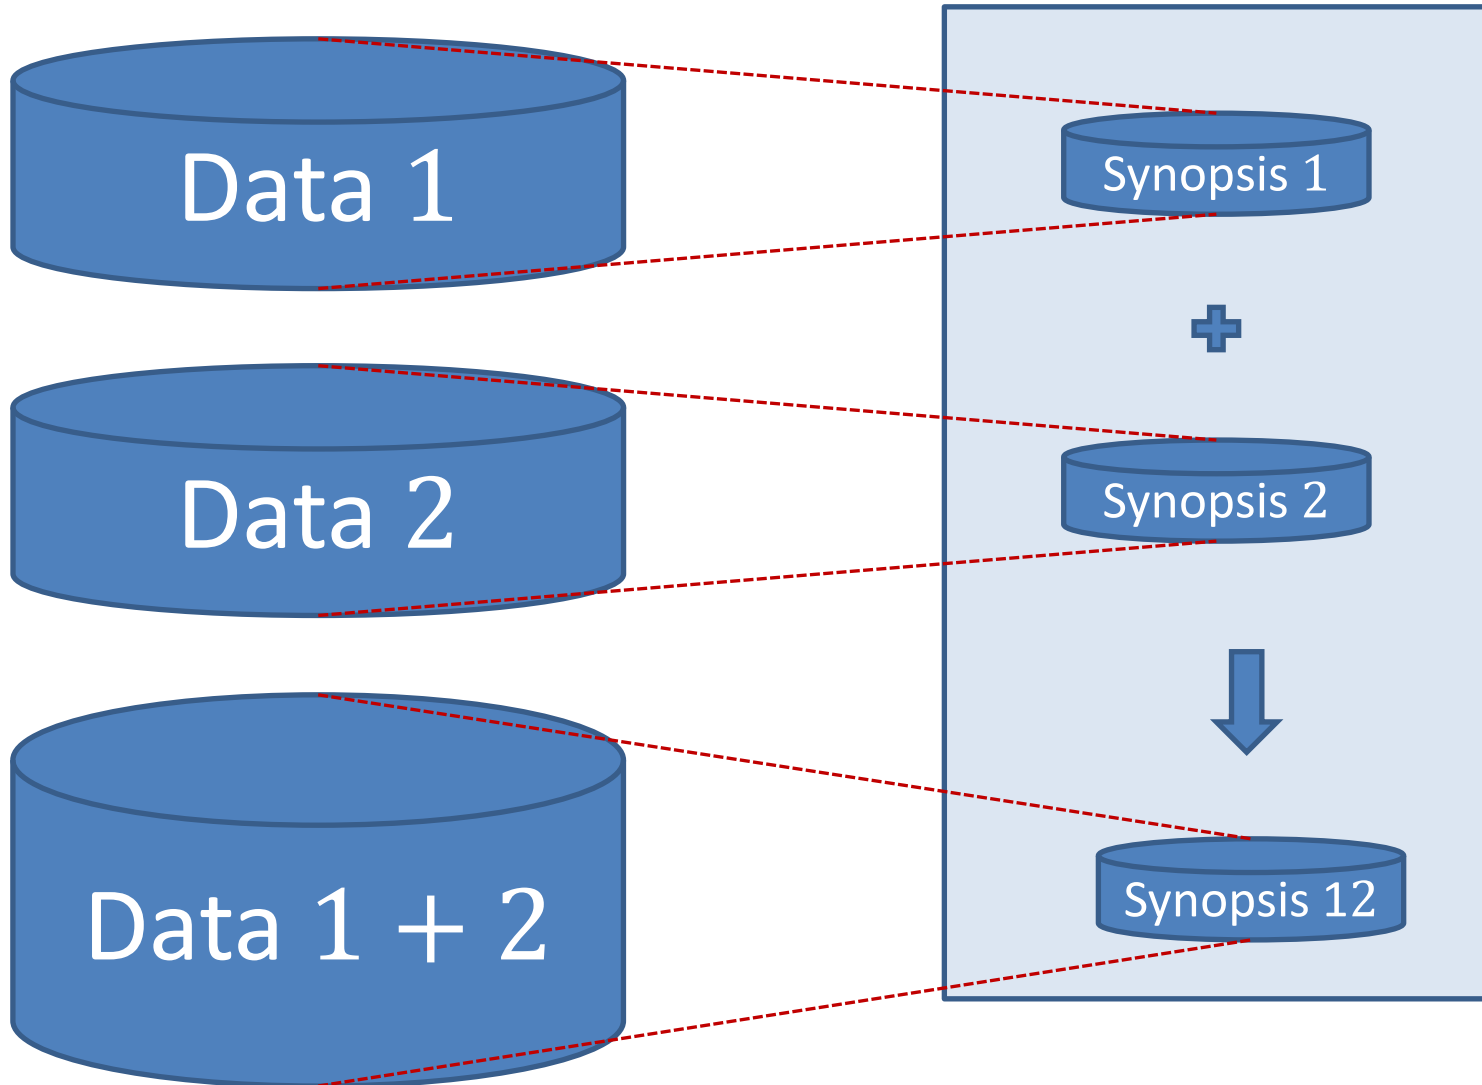 Data 1
Synopsis 1
Data 2
Synopsis 2
Data 1 + 2
Synopsis 12